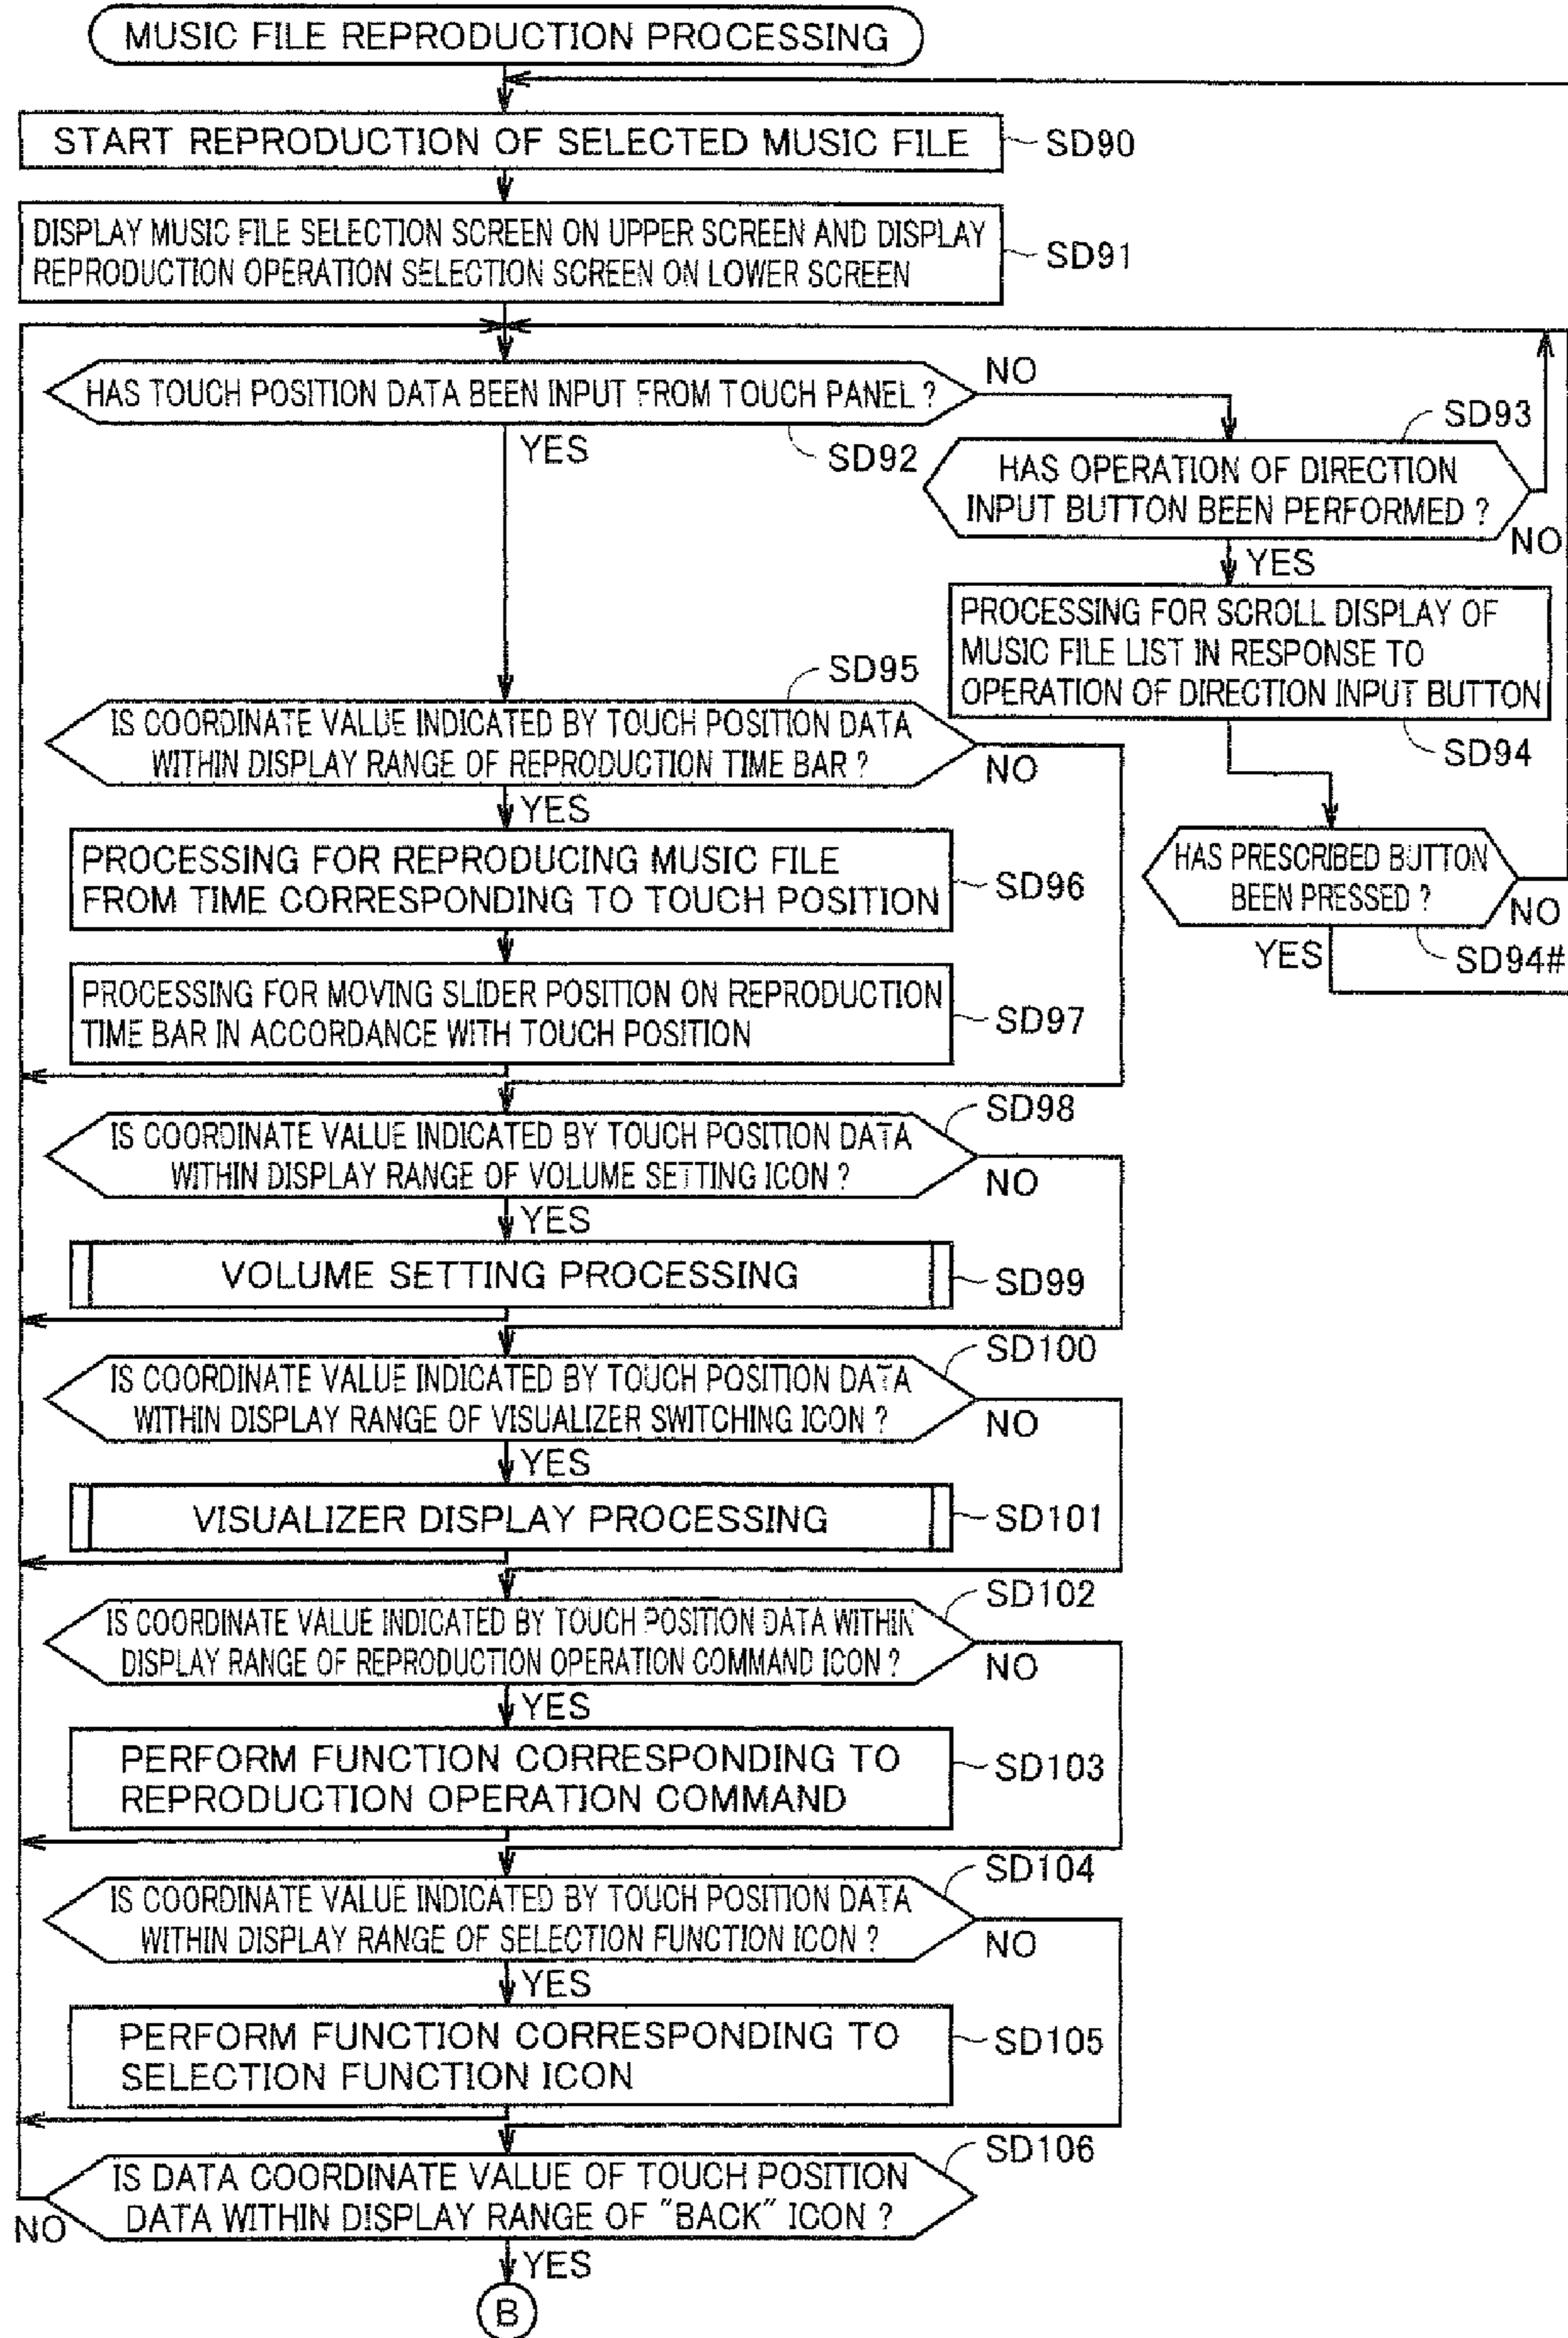 MUSIC FILE REPRODUCTION PROCESSING
START REPRODUCTION OF SELECTED MUSIC FILE
SD90
DISPLAY MUSIC FILE SELECTION SCREEN ON UPPER SCREEN AND DISPLAY
REPRODUCTION OPERATION SELECTION SCREEN ON LOWER SCREEN
SD91
HAS TOUCH POSITION DATA BEEN INPUT FROM TOUCH PANEL ?
NO
YES
SD92
SD93
HAS OPERATION OF DIRECTION
INPUT BUTTON BEEN PERFORMED ?
NO
YES
PROCESSING FOR SCROLL DISPLAY OF
MUSIC FILE LIST IN RESPONSE TO
OPERATION OF DIRECTION INPUT BUTTON
SD94
HAS PRESCRIBED BUTTON
BEEN PRESSED ?
NO
YES
SD94#
SD95
IS COORDINATE VALUE INDICATED BY TOUCH POSITION DATA
WITHIN DISPLAY RANGE OF REPRODUCTION TIME BAR ?
NO
YES
PROCESSING FOR REPRODUCING MUSIC FILE
FROM TIME CORRESPONDING TO TOUCH POSITION
SD96
PROCESSING FOR MOVING SLIDER POSITION ON REPRODUCTION
TIME BAR IN ACCORDANCE WITH TOUCH POSITION
SD97
SD98
IS COORDINATE VALUE INDICATED BY TOUCH POSITION DATA
WITHIN DISPLAY RANGE OF VOLUME SETTING ICON ?
NO
YES
VOLUME SETTING PROCESSING
SD99
SD100
IS COORDINATE VALUE INDICATED BY TOUCH POSITION DATA
WITHIN DISPLAY RANGE OF VISUALIZER SWITCHING ICON ?
NO
YES
VISUALIZER DISPLAY PROCESSING
SD101
SD102
IS COORDINATE VALUE INDICATED BY TOUCH POSITION DATA WITHIN
DISPLAY RANGE OF REPRODUCTION OPERATION COMMAND ICON ?
NO
YES
PERFORM FUNCTION CORRESPONDING TO
REPRODUCTION OPERATION COMMAND
SD103
SD104
IS COORDINATE VALUE INDICATED BY TOUCH POSITION DATA
WITHIN DISPLAY RANGE OF SELECTION FUNCTION ICON ?
NO
YES
PERFORM FUNCTION CORRESPONDING TO
SELECTION FUNCTION ICON
SD105
SD106
IS DATA COORDINATE VALUE OF TOUCH POSITION
DATA WITHIN DISPLAY RANGE OF "BACK" ICON ?
NO
YES
B